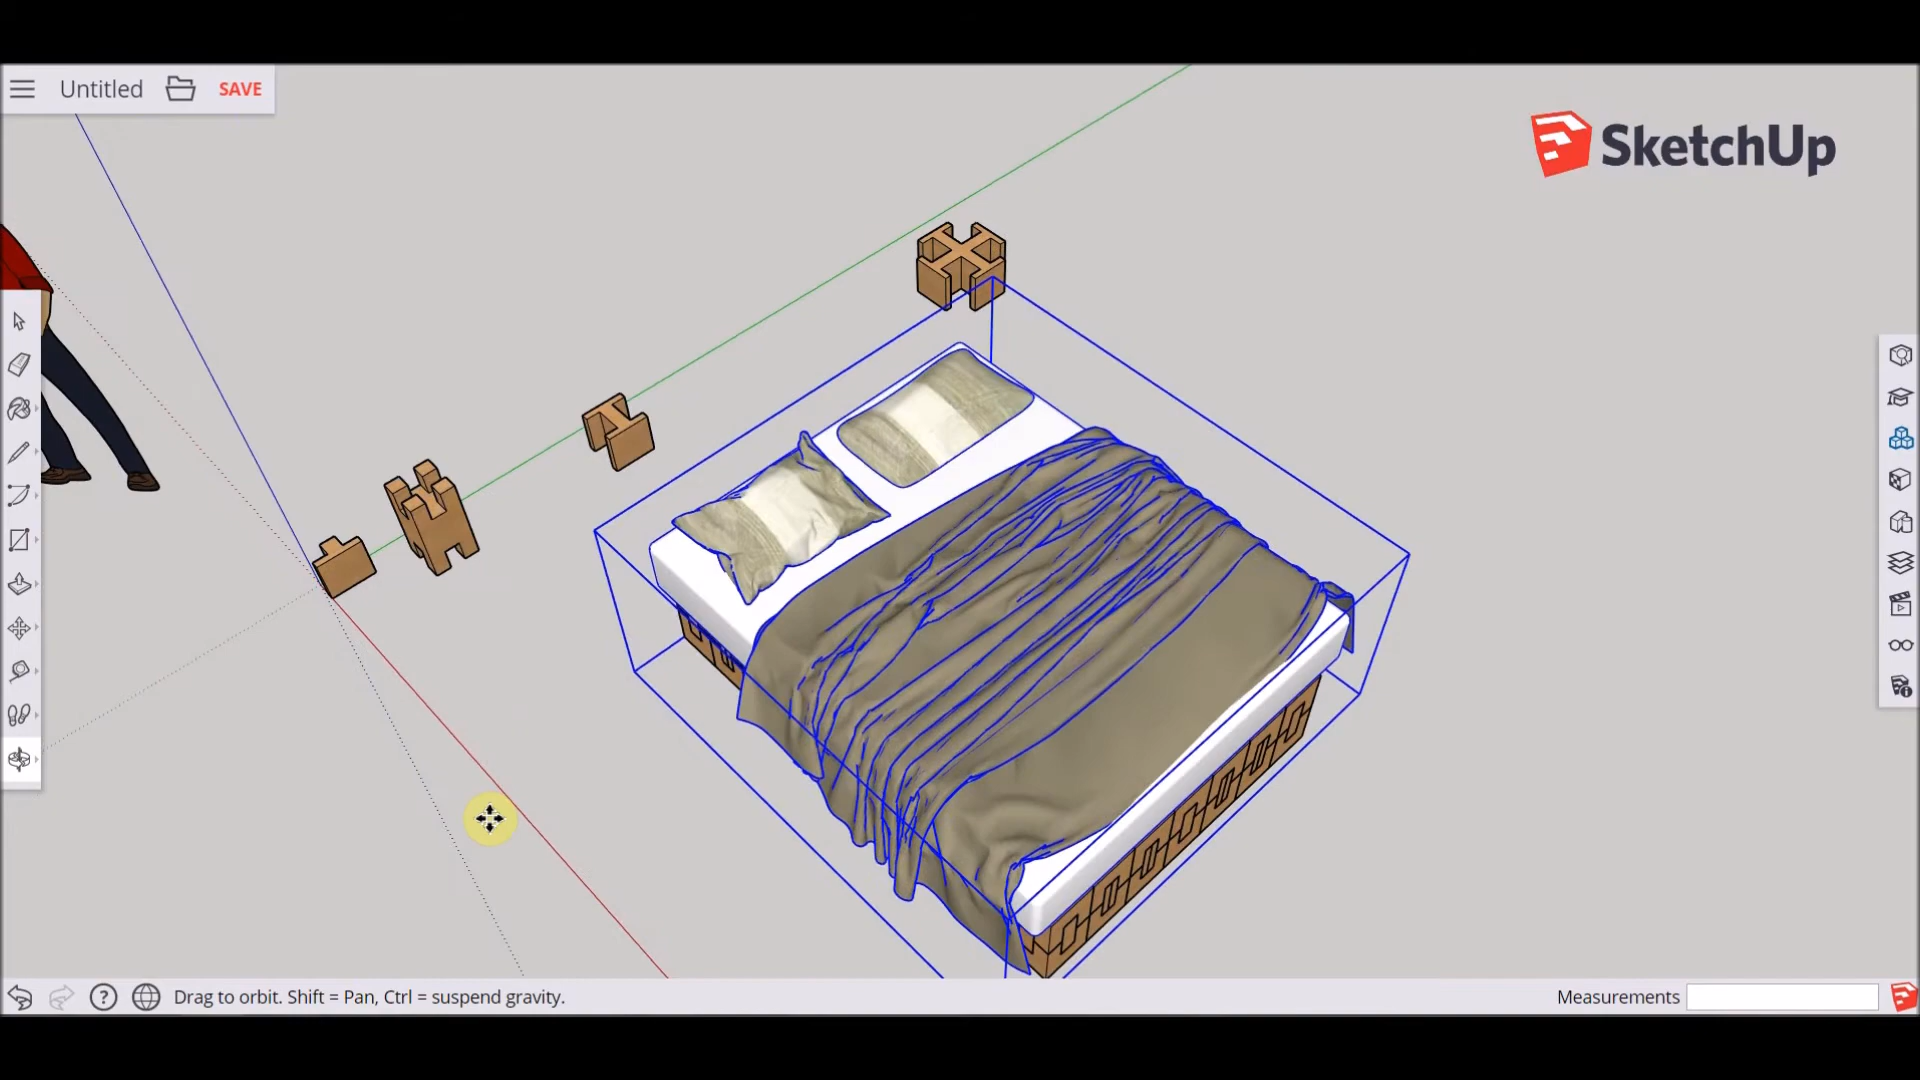 Untitled SAVE
SketchUp
Drag to orbit. Shift = Pan, Ctrl = suspend gravity.
Measurements